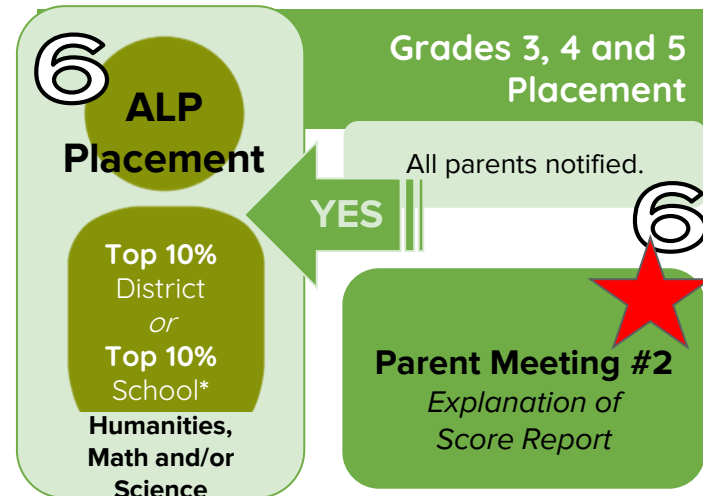 6
ALP
Placement
Top 10%
District
or
Top 10%
School*
Humanities,
Math and/or
Science
Grades 3, 4 and 5
Placement
All parents notified.
YES
6
Parent Meeting #2
Explanation of
Score Report